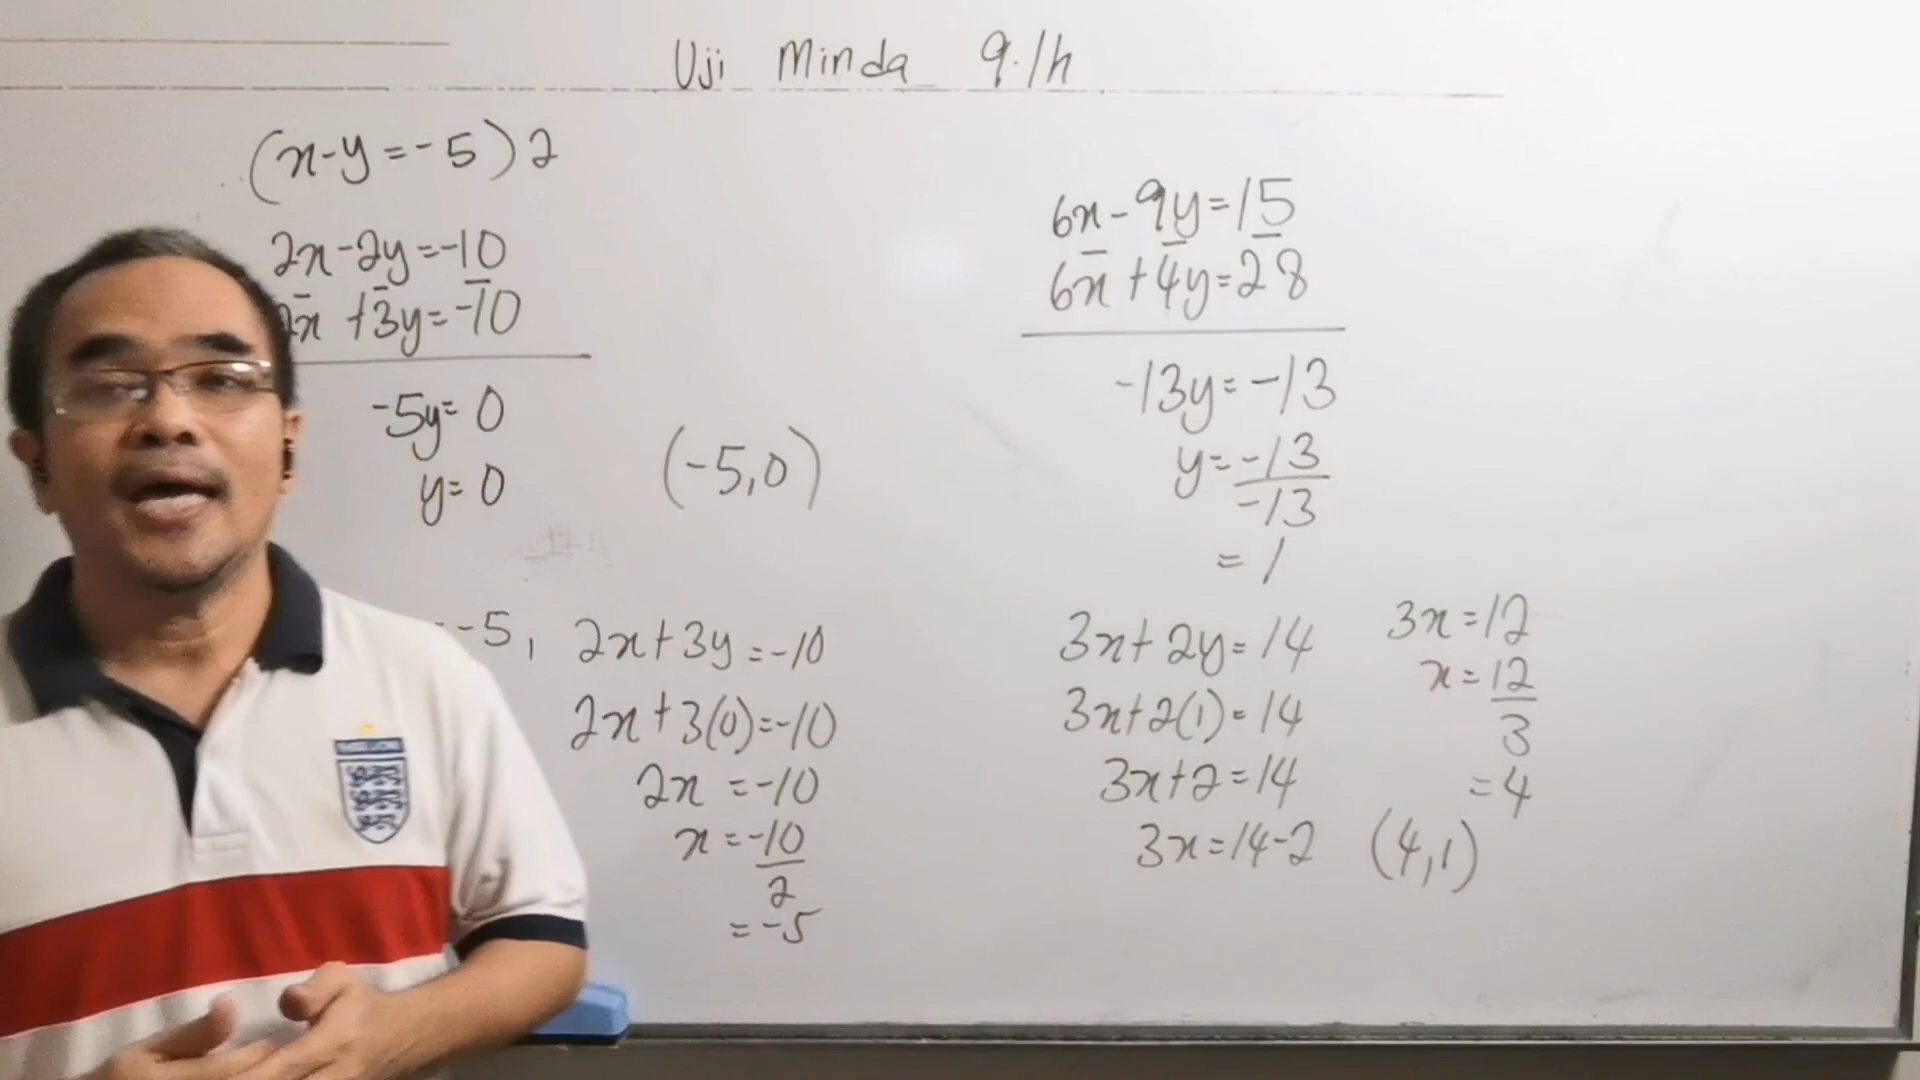 Uji Minda 9.1h
(x-y=-5)2
2x-2y=-10
2x+3y=-10
-5y=0
y=0
(-5,0)
=-5,
2x+3y=-10
2x+3(0)=-10
2x=-10
x=-10
2
=-5
6x-9y=15
6x+4y=28
-13y=-13
y=-13
-13
=1
3x+2y=14
3x+2(1)=14
3x+2=14
3x=14-2
3x=12
x=12
3
=4
(4,1)